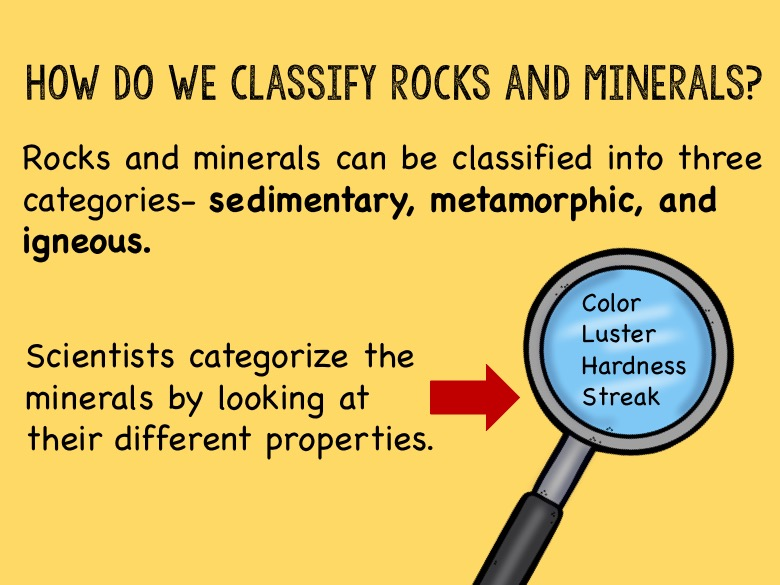 HOW DO WE CLASSIFY ROCKS AND MINERALS?
Rocks and minerals can be classified into three
categories- sedimentary, metamorphic, and
igneous.
Scientists categorize the
minerals by looking at
their different properties.
Color
Luster
Hardness
Streak